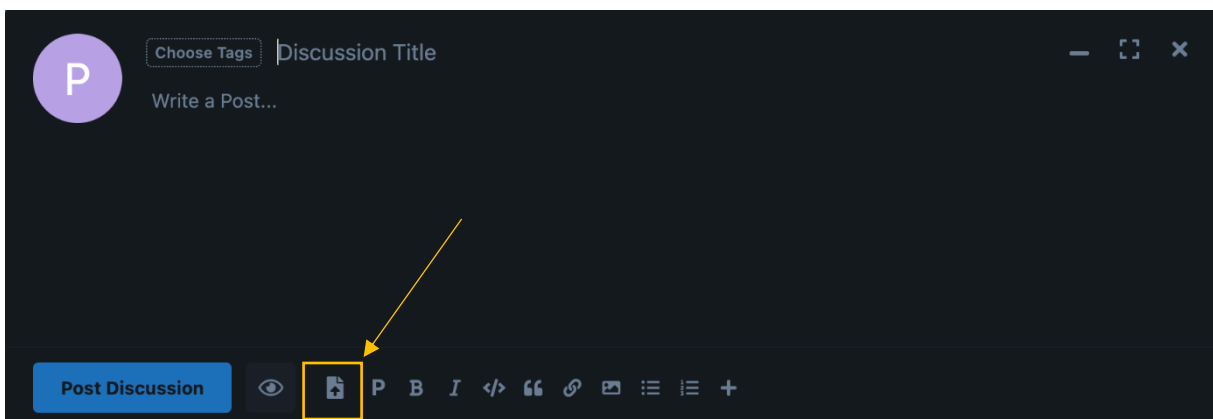 P
Choose Tags Discussion Title
Write a Post...
Post Discussion P B I